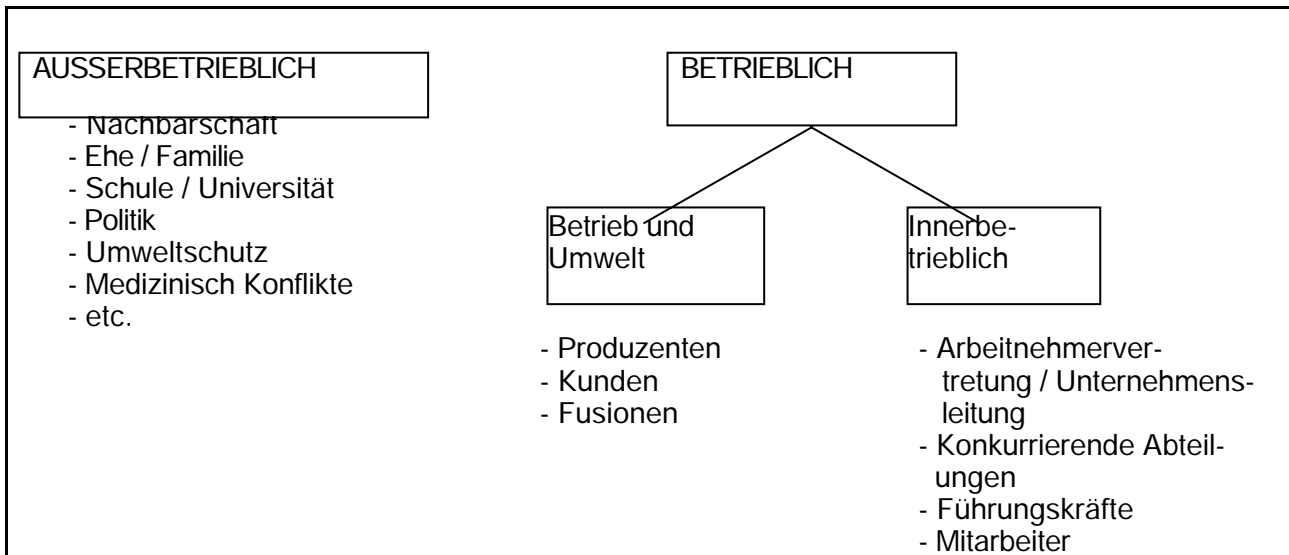 AUSSERBETRIEBLICH
- Nachbarschaft
- Ehe / Familie
- Schule / Universität
- Politik
- Umweltschutz
- Medizinisch Konflikte
- etc.
BETRIEBLICH
Betrieb und
Umwelt
- Produzenten
- Kunden
- Fusionen
Innerbe-
trieblich
- Arbeitnehmerver-
tretung / Unternehmens-
leitung
- Konkurrierende Abteil-
ungen
- Führungskräfte
- Mitarbeiter